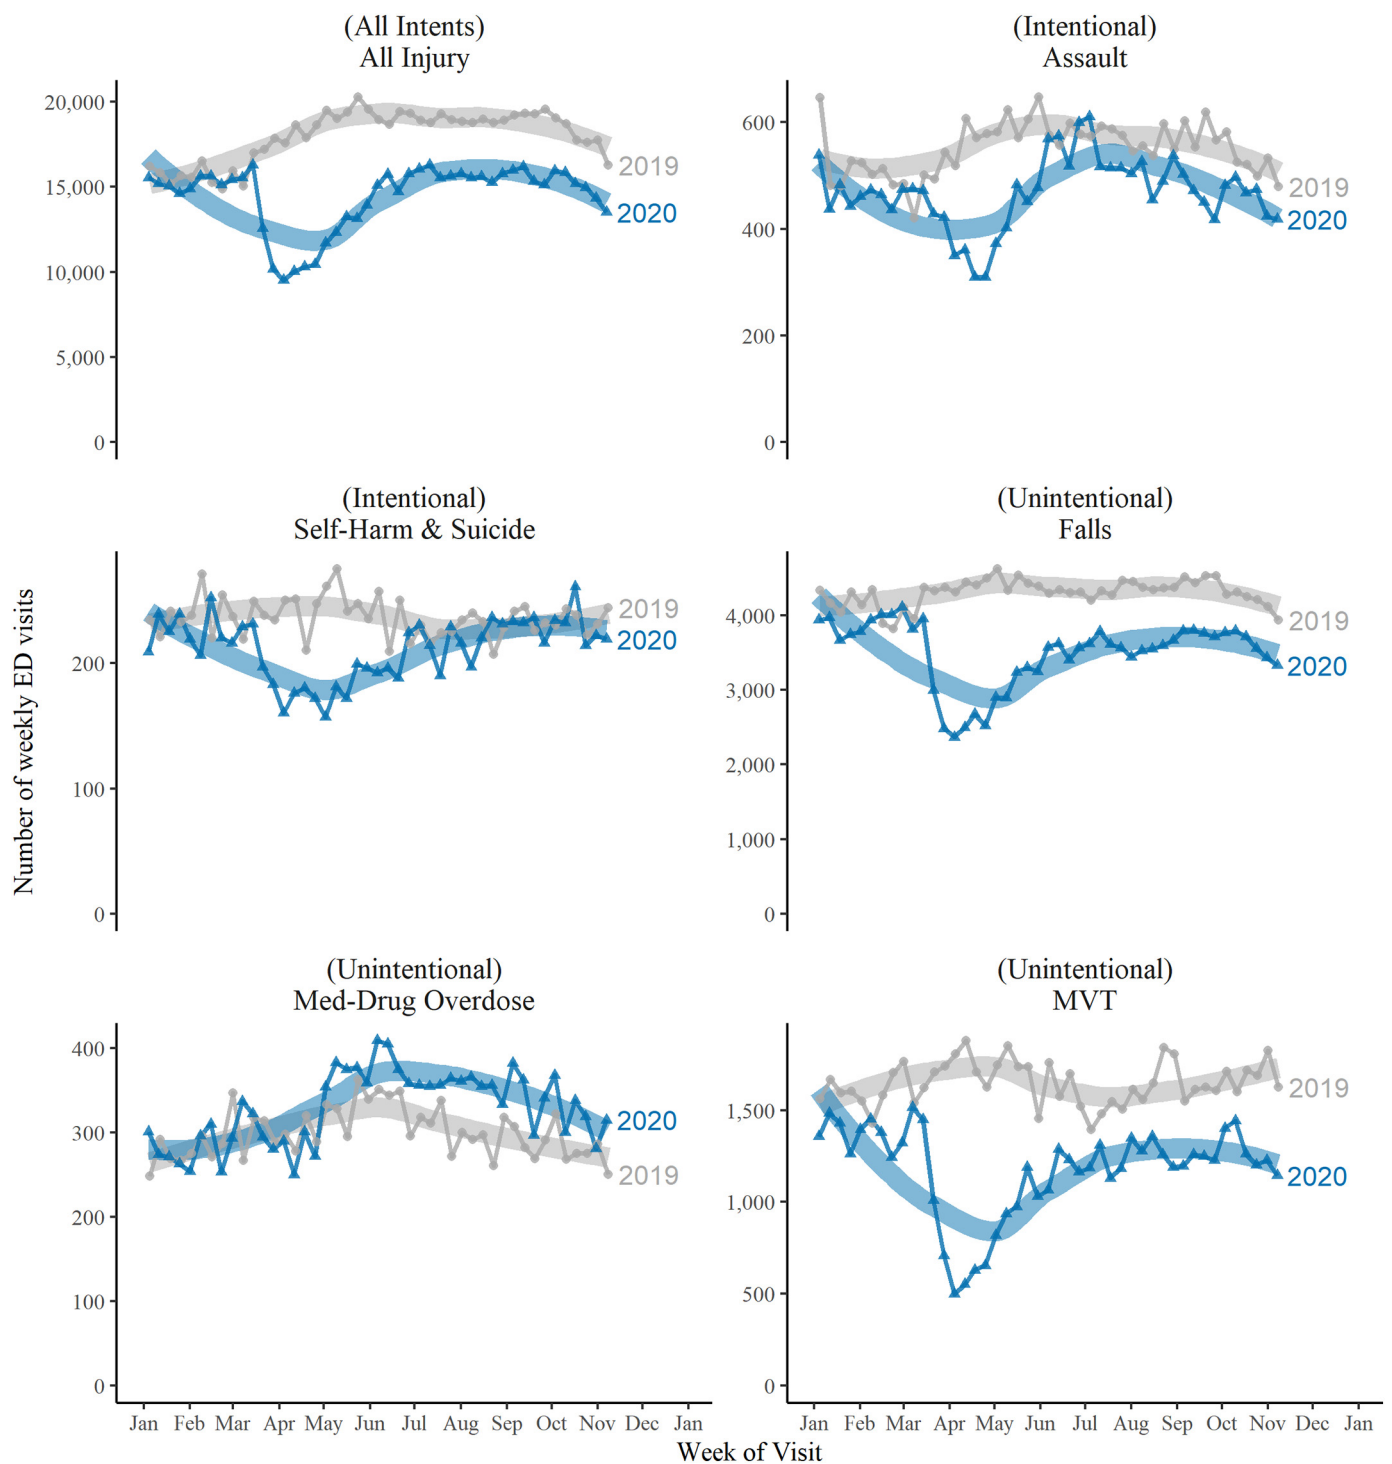 (All Intents)
All Injury
20,000
15,000
10,000
5,000
0
2019
2020
(Intentional)
Assault
600
400
200
0
2019
2020
Number of weekly ED visits
(Intentional)
Self-Harm & Suicide
200
100
0
2019
2020
(Unintentional)
Falls
4,000
3,000
2,000
1,000
0
2019
2020
(Unintentional)
Med-Drug Overdose
400
300
200
100
0
2020
2019
Jan Feb Mar Apr May Jun Jul Aug Sep Oct Nov Dec Jan
(Unintentional)
MVT
1,500
1,000
500
0
2019
2020
Jan Feb Mar Apr May Jun Jul Aug Sep Oct Nov Dec Jan
Week of Visit